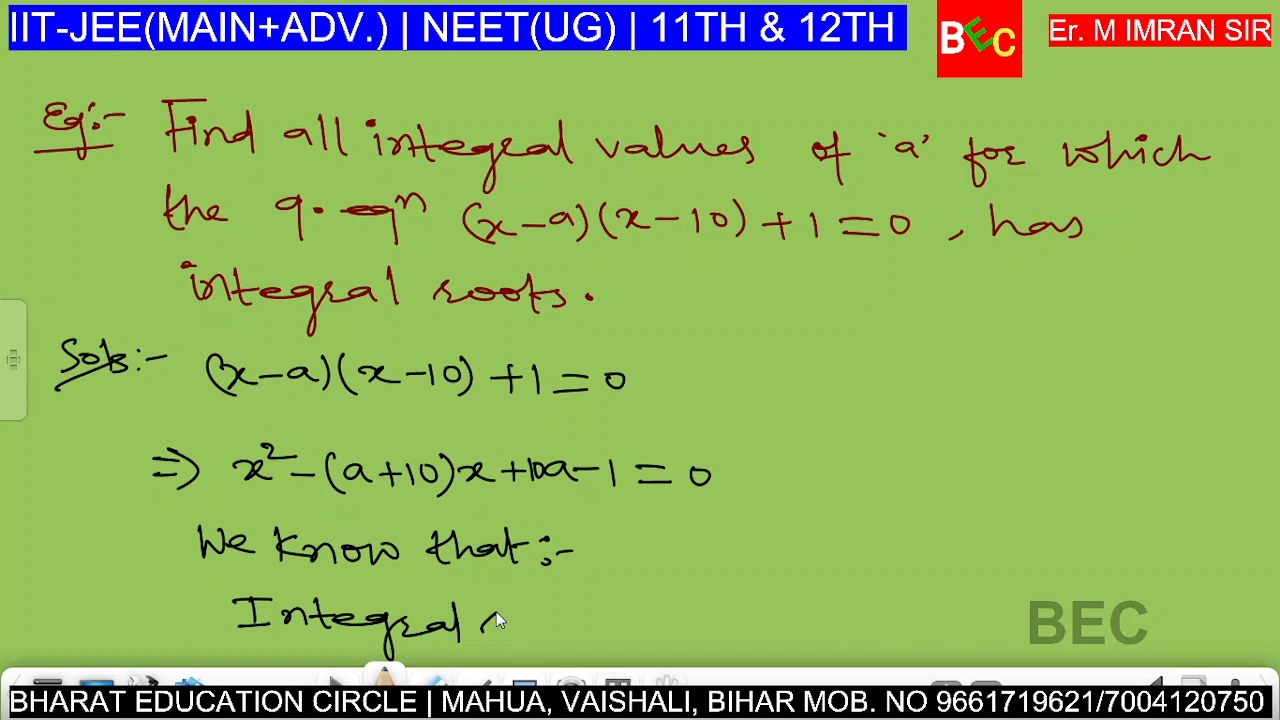 IIT-JEE(MAIN+ADV.) | NEET(UG) | 11TH & 12TH
BEC
Er. M IMRAN SIR
Eg:- Find all integral values of 'a' for which
the q. eqⁿ (x-a)(x-10)+1=0, has
integral roots.
Sol:- (x-a)(x-10)+1=0
⇒ x²-(a+10)x+10a-1=0
We know that:-
Integral
BEC
BHARAT EDUCATION CIRCLE | MAHUA, VAISHALI, BIHAR MOB. NO 9661719621/7004120750